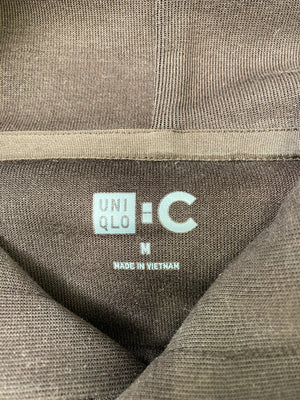 UNI
QLO : C
M
MADE IN VIETNAM